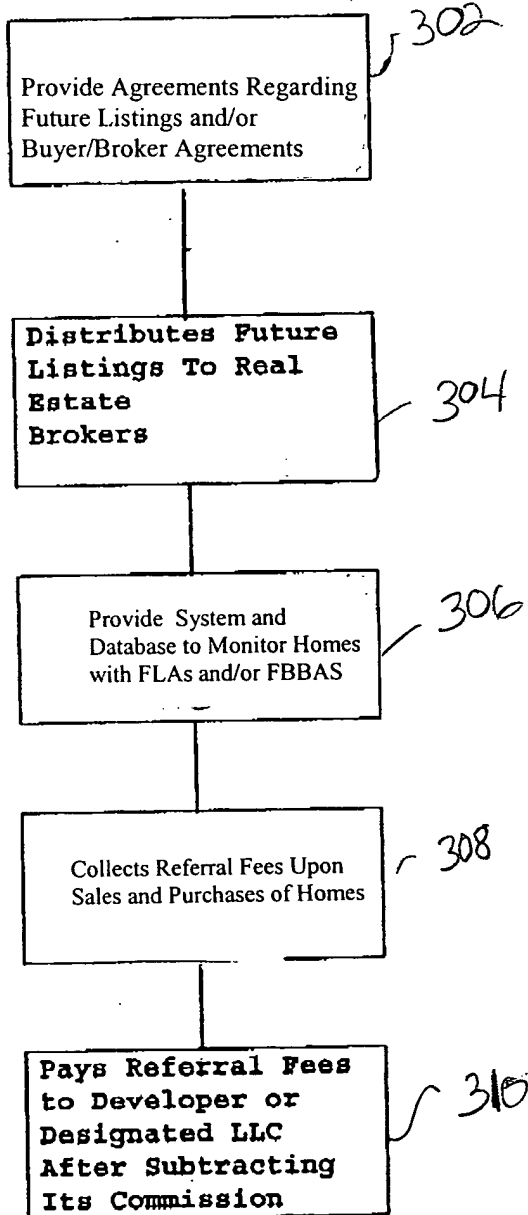 302
Provide Agreements Regarding
Future Listings and/or
Buyer/Broker Agreements
Distributes Future
Listings To Real
Estate
Brokers
304
Provide System and
Database to Monitor Homes
with FLAs and/or FBBAS
306
Collects Referral Fees Upon
Sales and Purchases of Homes
308
Pays Referral Fees
to Developer or
Designated LLC
After Subtracting
Its Commission
310